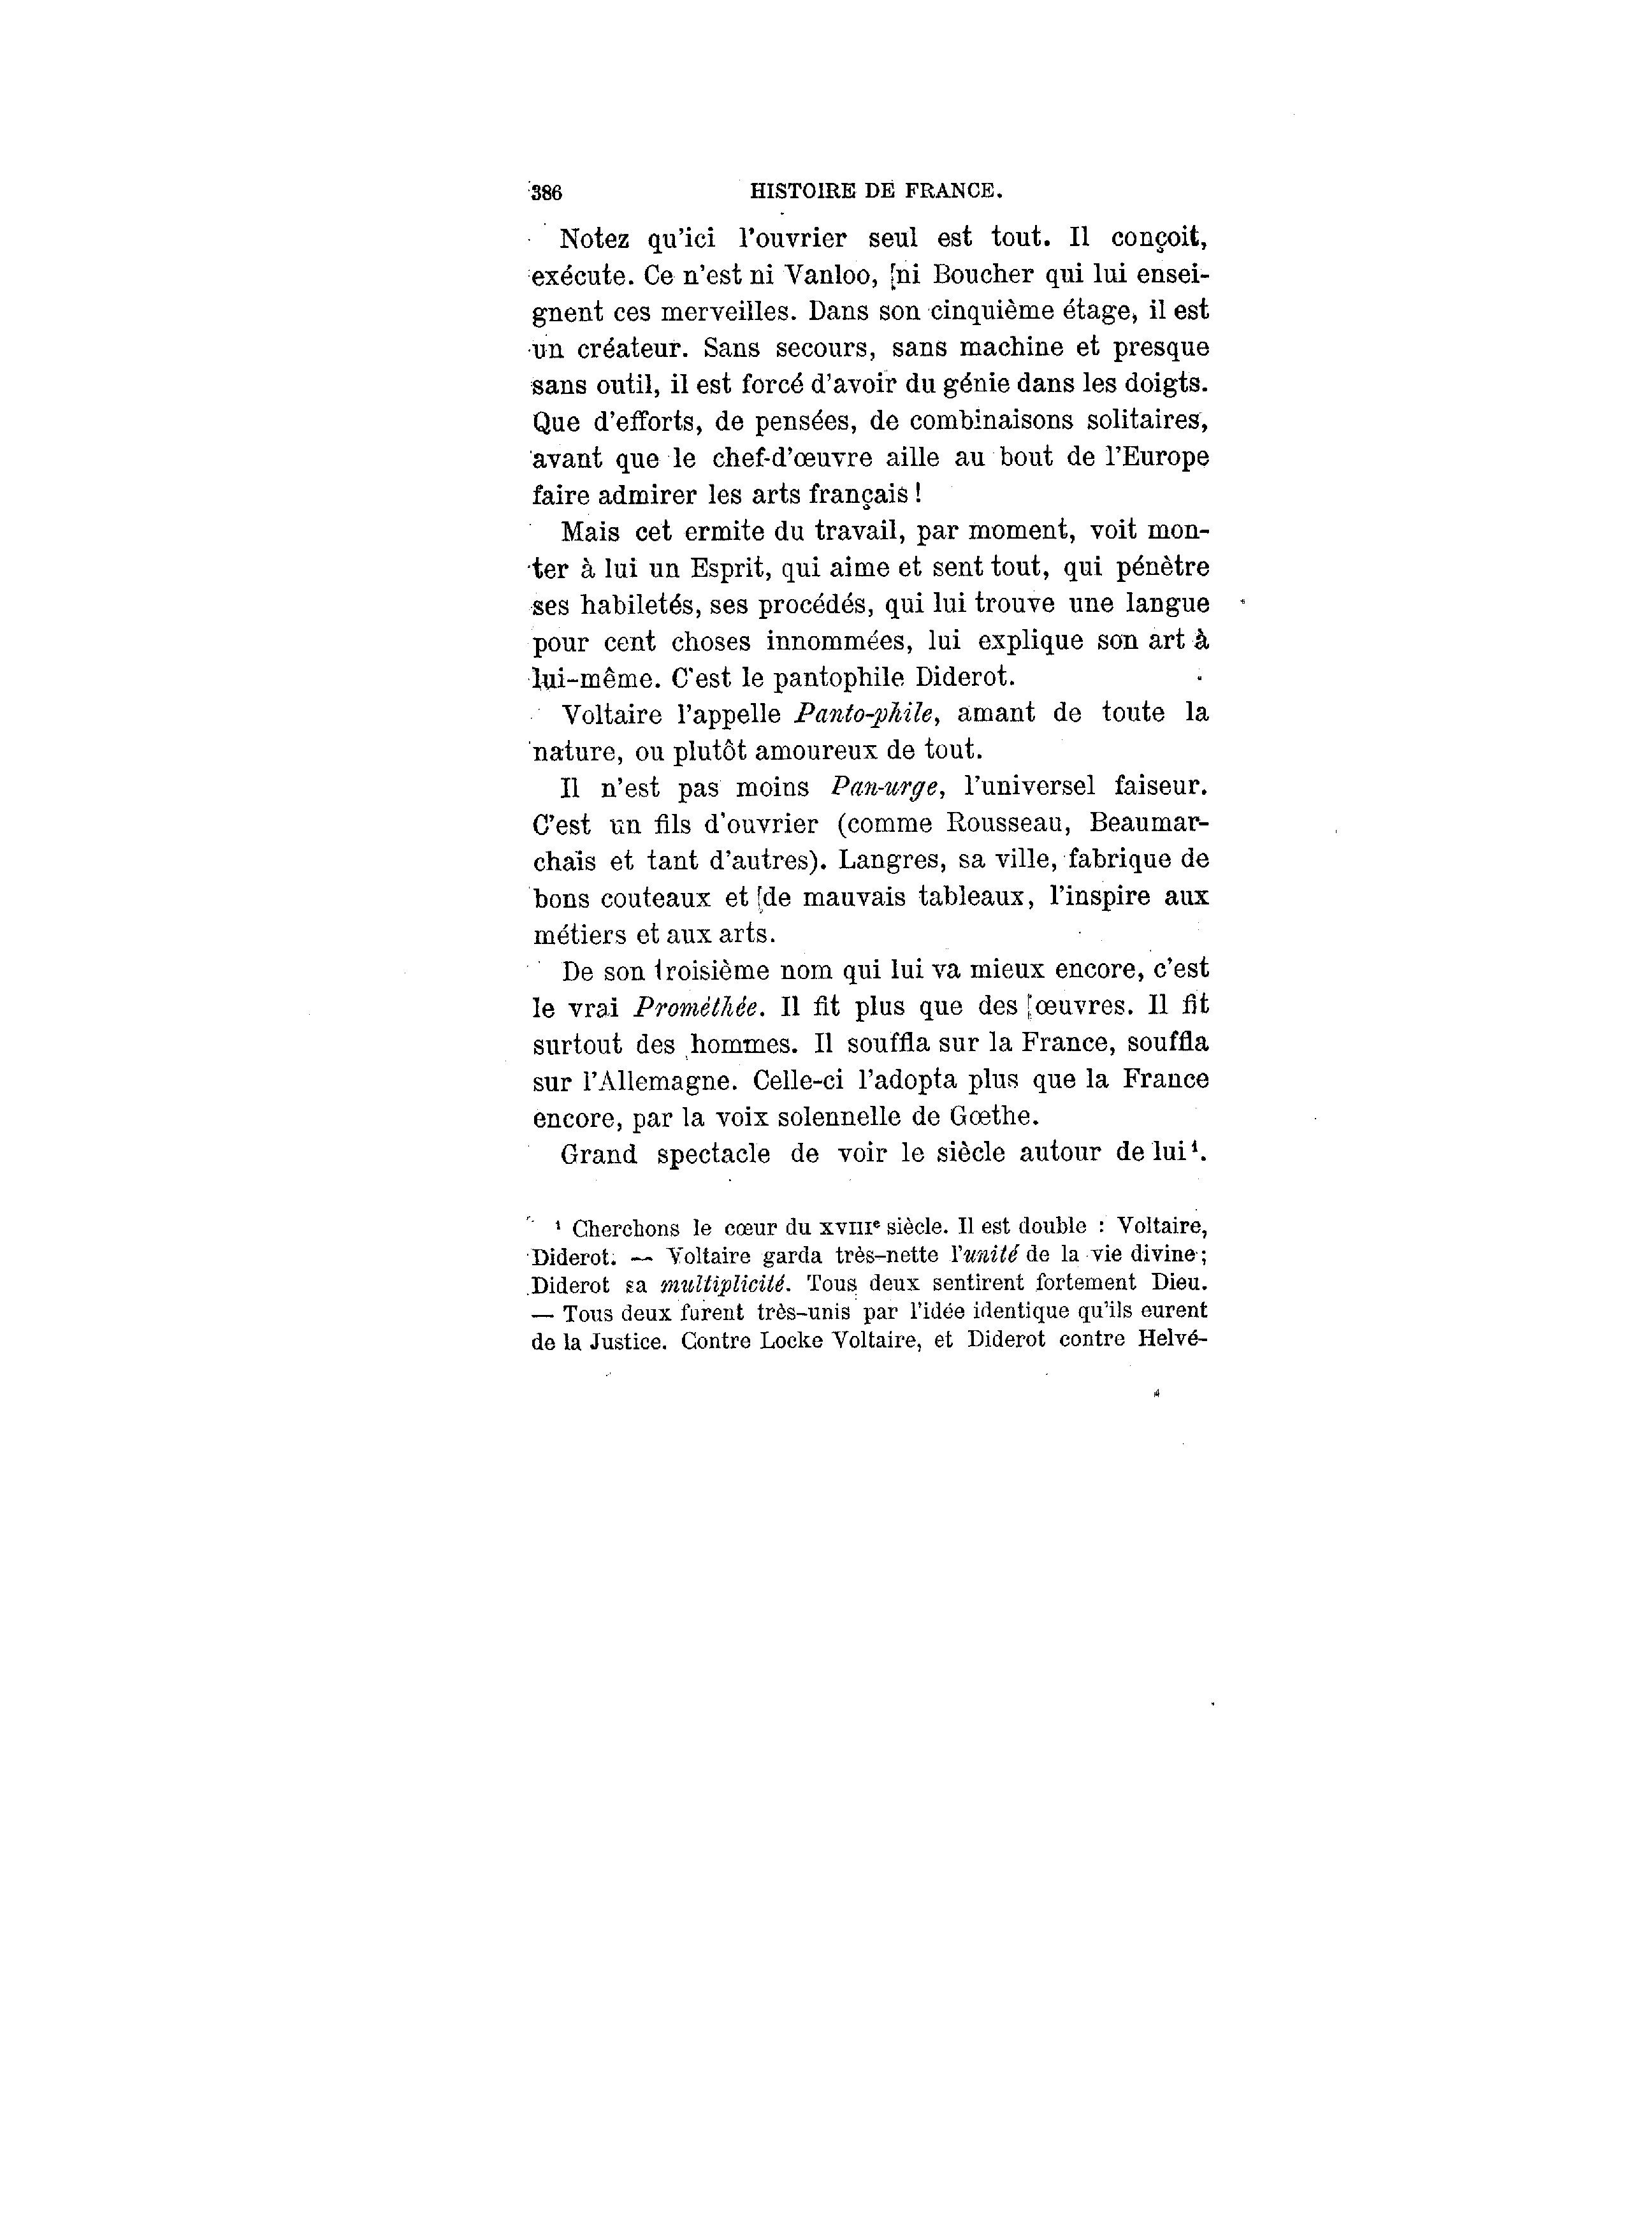 386 HISTOIRE DE FRANCE.
Notez qu'ici l'ouvrier seul est tout. Il conçoit,
exécute. Ce n'est ni Vanloo, [ni Boucher qui lui ensei-
gnent ces merveilles. Dans son cinquième étage, il est
un créateur. Sans secours, sans machine et presque
sans outil, il est forcé d'avoir du génie dans les doigts.
Que d'efforts, de pensées, de combinaisons solitaires,
avant que le chef-d'œuvre aille au bout de l'Europe
faire admirer les arts français !
Mais cet ermite du travail, par moment, voit mon-
ter à lui un Esprit, qui aime et sent tout, qui pénètre
ses habiletés, ses procédés, qui lui trouve une langue
pour cent choses innommées, lui explique son art à
lui-même. C'est le pantophile Diderot.
Voltaire l'appelle Panto-phile, amant de toute la
nature, ou plutôt amoureux de tout.
Il n'est pas moins Pan-urge, l'universel faiseur.
C'est un fils d'ouvrier (comme Rousseau, Beaumar-
chais et tant d'autres). Langres, sa ville, fabrique de
bons couteaux et [de mauvais tableaux, l'inspire aux
métiers et aux arts.
De son troisième nom qui lui va mieux encore, c'est
le vrai Prométhée. Il fit plus que des [œuvres. Il fit
surtout des hommes. Il souffla sur la France, souffla
sur l'Allemagne. Celle-ci l'adopta plus que la France
encore, par la voix solennelle de Gœthe.
Grand spectacle de voir le siècle autour de lui¹.
¹ Cherchons le cœur du XVIIIe siècle. Il est double : Voltaire,
Diderot. — Voltaire garda très-nette l'unité de la vie divine ;
Diderot sa multiplicité. Tous deux sentirent fortement Dieu.
— Tous deux furent très-unis par l'idée identique qu'ils eurent
de la Justice. Contre Locke Voltaire, et Diderot contre Helvé-